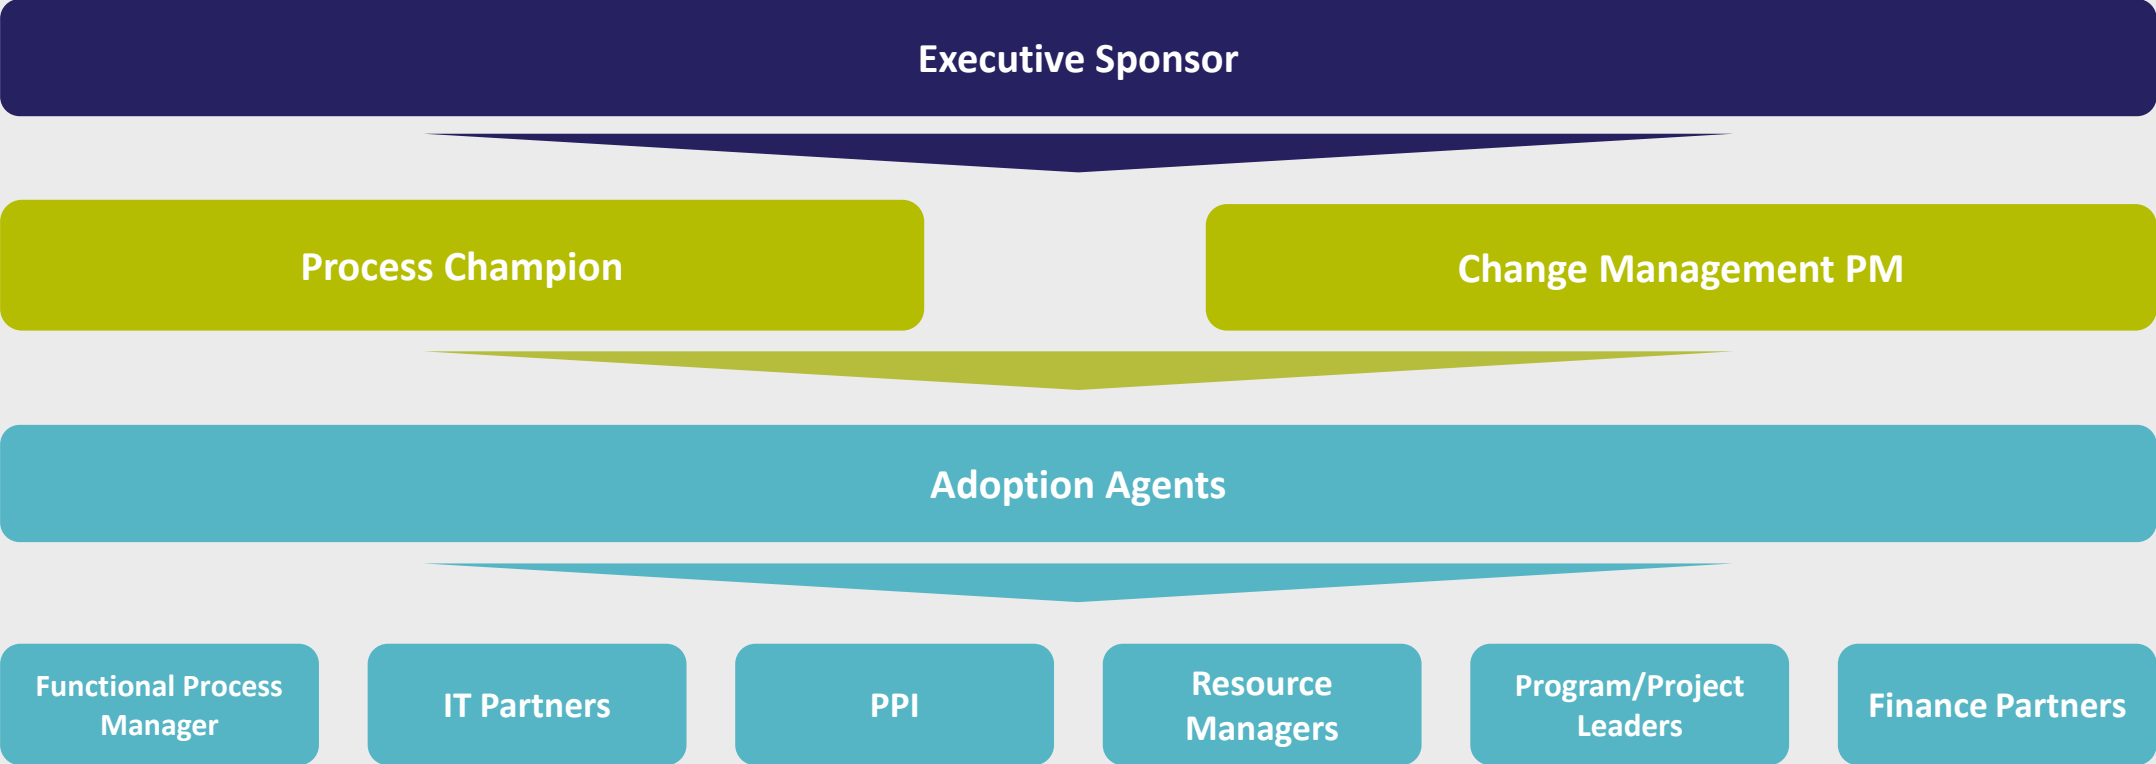 Executive Sponsor
Process Champion
Change Management PM
Adoption Agents
Functional Process
Manager
IT Partners
PPI
Resource
Managers
Program/Project
Leaders
Finance Partners